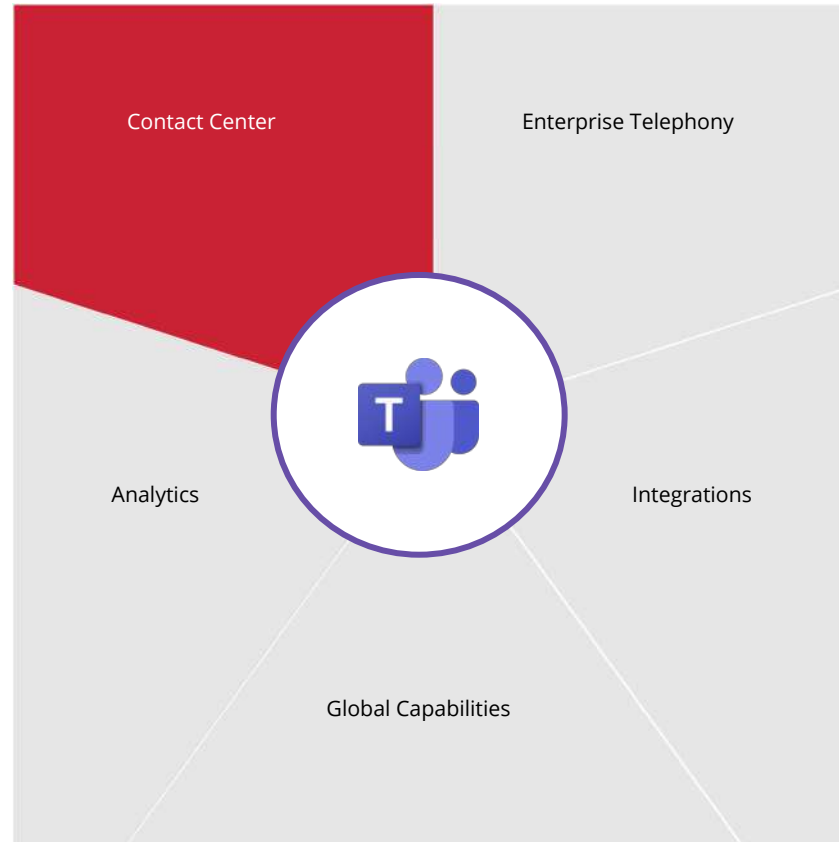 Contact Center
Enterprise Telephony
T
Analytics
Integrations
Global Capabilities